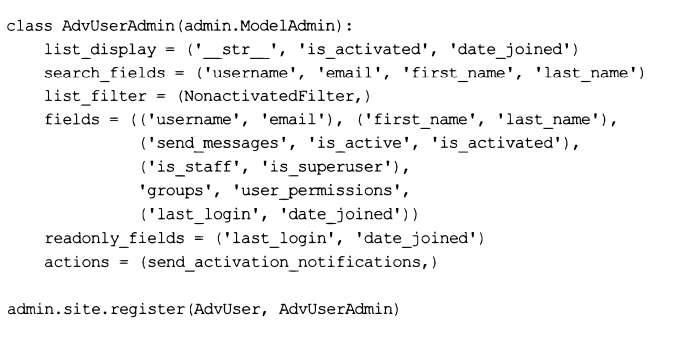 class AdvUserAdmin(admin.ModelAdmin):
    list_display = ('__str__', 'is_activated', 'date_joined')
    search_fields = ('username', 'email', 'first_name', 'last_name')
    list_filter = (NonactivatedFilter,)
    fields = (('username', 'email'), ('first_name', 'last_name'),
              ('send_messages', 'is_active', 'is_activated'),
              ('is_staff', 'is_superuser'),
              'groups', 'user_permissions',
              ('last_login', 'date_joined'))
    readonly_fields = ('last_login', 'date_joined')
    actions = (send_activation_notifications,)

admin.site.register(AdvUser, AdvUserAdmin)